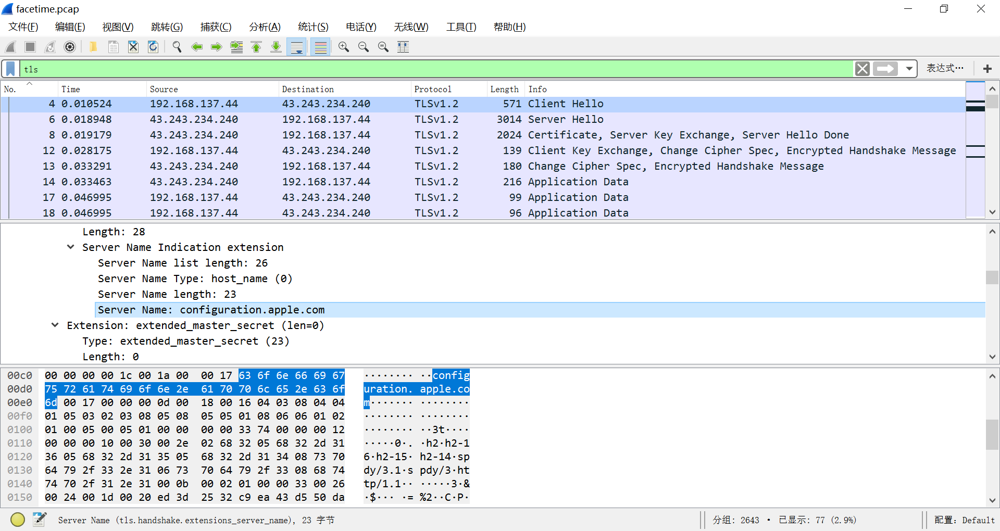 facetime.pcap
文件(F) 编辑(E) 视图(V) 跳转(G) 捕获(C) 分析(A) 统计(S) 电话(Y) 无线(W) 工具(T) 帮助(H)
tls 表达式…
No. Time Source Destination Protocol Length Info
4 0.010524 192.168.137.44 43.243.234.240 TLSv1.2 571 Client Hello
6 0.018948 43.243.234.240 192.168.137.44 TLSv1.2 3014 Server Hello
8 0.019179 43.243.234.240 192.168.137.44 TLSv1.2 2024 Certificate, Server Key Exchange, Server Hello Done
12 0.028175 192.168.137.44 43.243.234.240 TLSv1.2 139 Client Key Exchange, Change Cipher Spec, Encrypted Handshake Message
13 0.033291 43.243.234.240 192.168.137.44 TLSv1.2 180 Change Cipher Spec, Encrypted Handshake Message
14 0.033463 43.243.234.240 192.168.137.44 TLSv1.2 216 Application Data
17 0.046995 192.168.137.44 43.243.234.240 TLSv1.2 99 Application Data
18 0.046995 192.168.137.44 43.243.234.240 TLSv1.2 96 Application Data
Length: 28
Server Name Indication extension
Server Name list length: 26
Server Name Type: host_name (0)
Server Name length: 23
Server Name: configuration.apple.com
Extension: extended_master_secret (len=0)
Type: extended_master_secret (23)
Length: 0
00c0 00 00 00 00 1c 00 1a 00 00 17 63 6f 6e 66 69 67 ········ ··config
00d0 75 72 61 74 69 6f 6e 2e 61 70 70 6c 65 2e 63 6f uration. apple.co
00e0 6d 00 17 00 00 00 0d 00 18 00 16 04 03 08 04 04 m······· ········
00f0 01 05 03 02 03 08 05 08 05 05 01 08 06 06 01 02 ········ ········
0100 01 00 05 00 05 01 00 00 00 00 33 74 00 00 00 12 ········ ··3t····
0110 00 00 00 10 00 30 00 2e 02 68 32 05 68 32 2d 31 ·····0·. ·h2·h2-1
0120 36 05 68 32 2d 31 35 05 68 32 2d 31 34 08 73 70 6·h2-15· h2-14·sp
0130 64 79 2f 33 2e 31 06 73 70 64 79 2f 33 08 68 74 dy/3.1·s pdy/3·ht
0140 74 70 2f 31 2e 31 00 0b 00 02 01 00 00 33 00 26 tp/1.1·· ·····3·&
0150 00 24 00 1d 00 20 ed 3d 25 32 c9 ea 43 d5 50 da ·$··· ·= %2··C·P·
Server Name (tls.handshake.extensions_server_name), 23 字节 分组: 2643 · 已显示: 77 (2.9%) 配置: Default